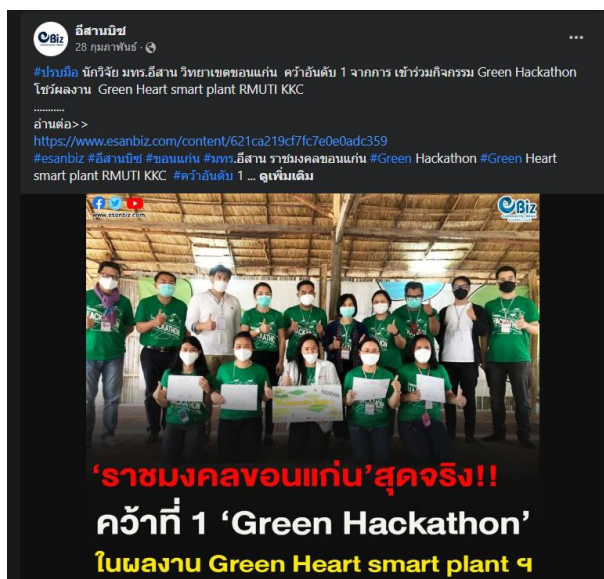 อีสานบิซ
28 กุมภาพันธ์ ·
#ปรบมือ นักวิจัย มทร.อีสาน วิทยาเขตขอนแก่น คว้าอันดับ 1 จากการ เข้าร่วมกิจกรรม Green Hackathon
โชว์ผลงาน Green Heart smart plant RMUTI KKC
...........
อ่านต่อ>>
https://www.esanbiz.com/content/621ca219cf7fc7e0e0adc359
#esanbiz #อีสานบิซ #ขอนแก่น #มทร.อีสาน ราชมงคลขอนแก่น #Green Hackathon #Green Heart
smart plant RMUTI KKC #คว้าอันดับ 1 ... ดูเพิ่มเติม
www.esanbiz.com
Biz
HACKATHON
'ราชมงคลขอนแก่น'สุดจริง!!
คว้าที่ 1 'Green Hackathon'
ในผลงาน Green Heart smart plant ฯ